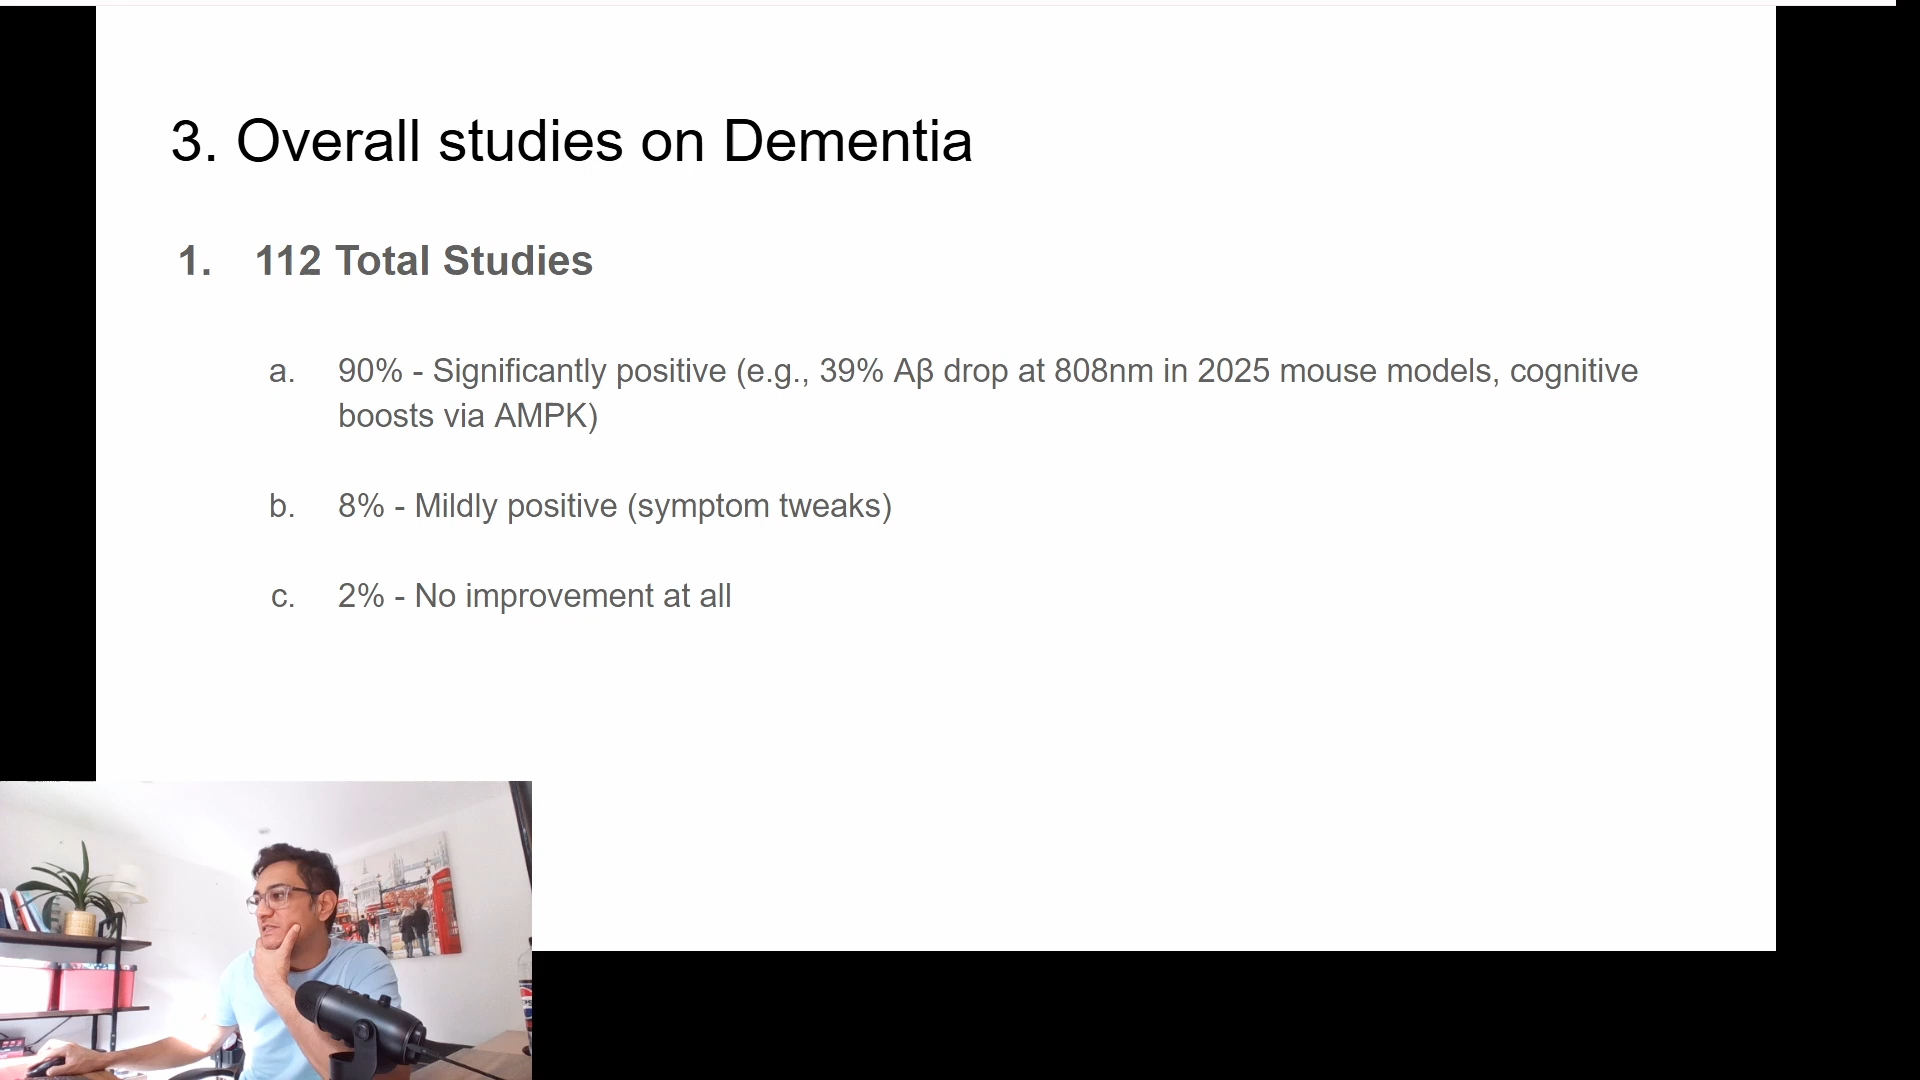 3. Overall studies on Dementia
1. 112 Total Studies
a. 90% - Significantly positive (e.g., 39% Aβ drop at 808nm in 2025 mouse models, cognitive
boosts via AMPK)
b. 8% - Mildly positive (symptom tweaks)
c. 2% - No improvement at all